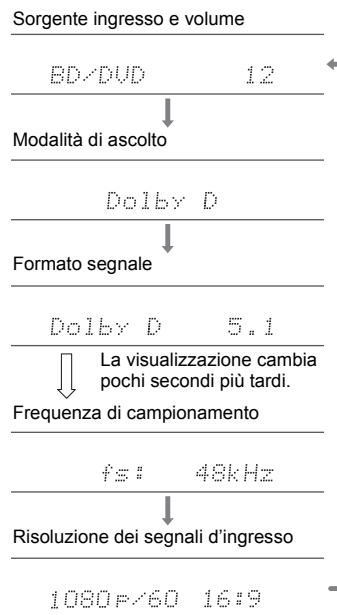 Sorgente ingresso e volume
BD/DVD 12
Modalità di ascolto
Dolby D
Formato segnale
Dolby D 5.1
La visualizzazione cambia
pochi secondi più tardi.
Frequenza di campionamento
fs: 48kHz
Risoluzione dei segnali d'ingresso
1080p/60 16:9